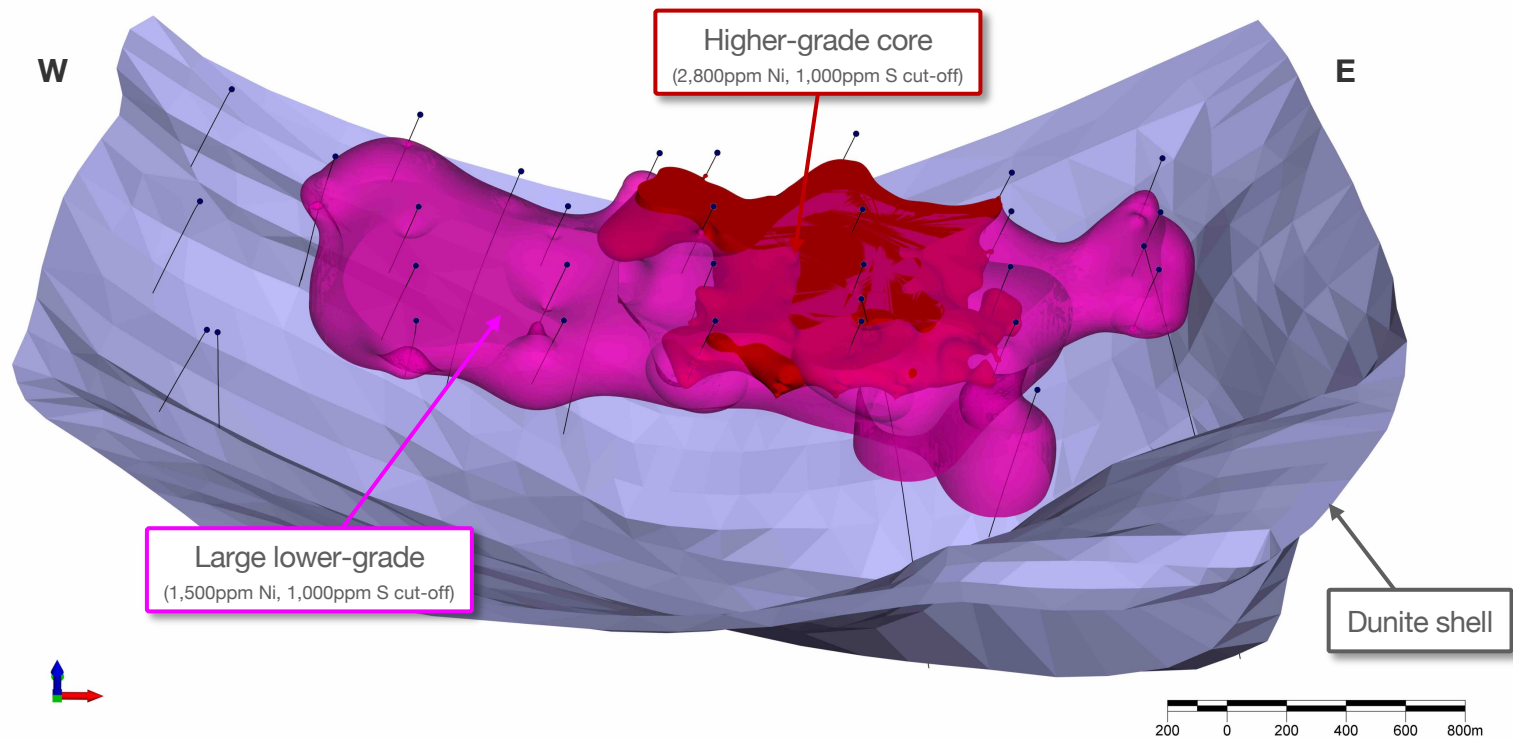 Higher-grade core
(2,800ppm Ni, 1,000ppm S cut-off)
W
E
Large lower-grade
(1,500ppm Ni, 1,000ppm S cut-off)
Dunite shell
200 0 200 400 600 800m